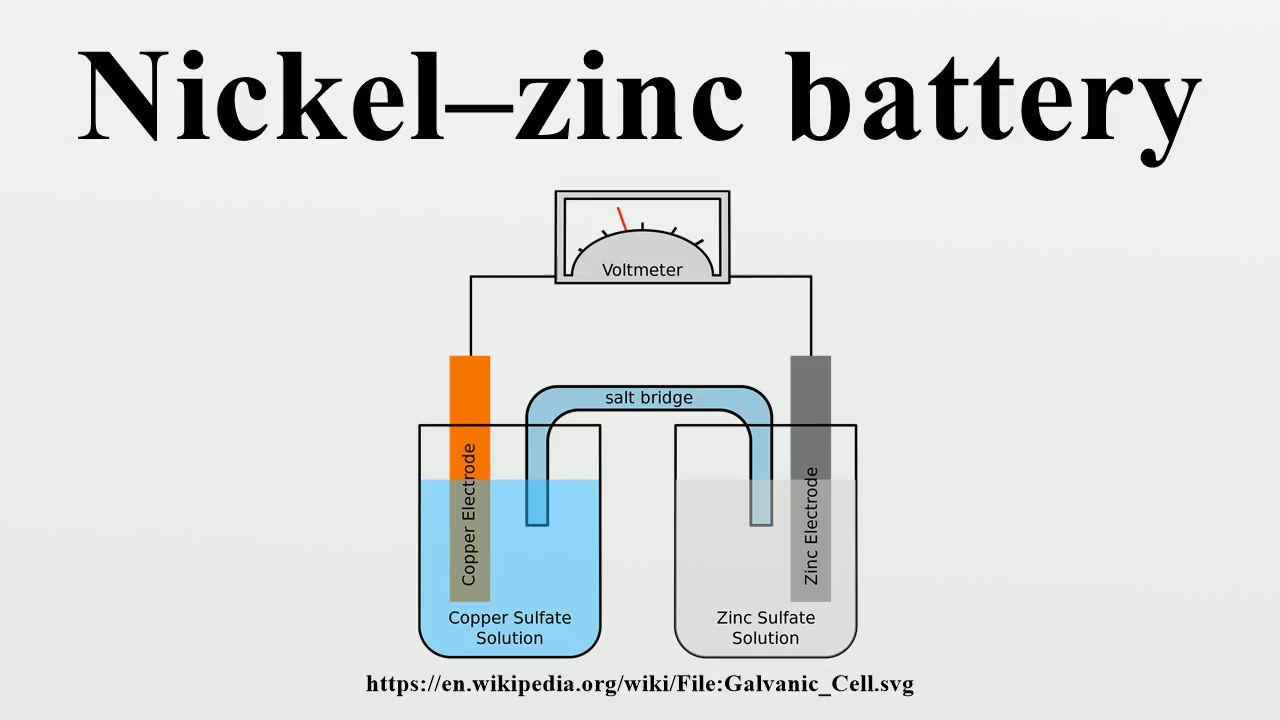 Nickel–zinc battery
Voltmeter
salt bridge
Copper Electrode
Zinc Electrode
Copper Sulfate
Solution
Zinc Sulfate
Solution
https://en.wikipedia.org/wiki/File:Galvanic_Cell.svg